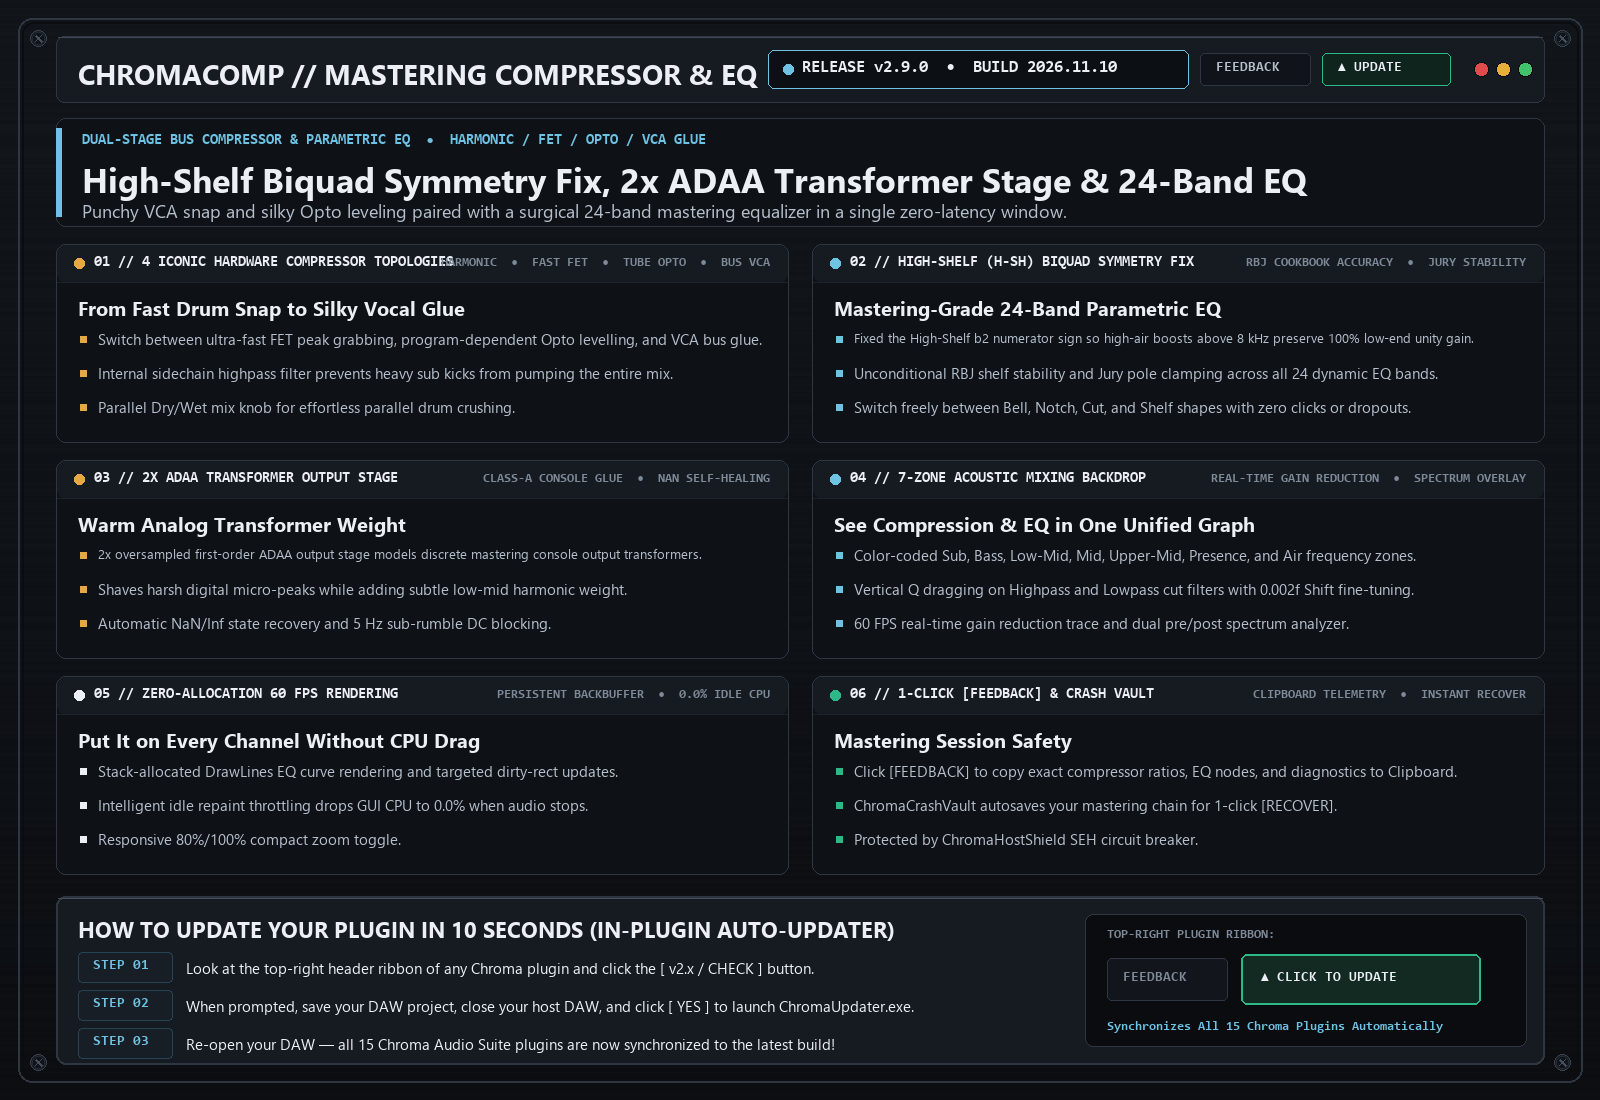 CHROMACOMP // MASTERING COMPRESSOR & EQ
RELEASE v2.9.0 • BUILD 2026.11.10
FEEDBACK
▲ UPDATE
DUAL-STAGE BUS COMPRESSOR & PARAMETRIC EQ • HARMONIC / FET / OPTO / VCA GLUE
High-Shelf Biquad Symmetry Fix, 2x ADAA Transformer Stage & 24-Band EQ
Punchy VCA snap and silky Opto leveling paired with a surgical 24-band mastering equalizer in a single zero-latency window.
01 // 4 ICONIC HARDWARE COMPRESSOR TOPOLOGIES
HARMONIC • FAST FET • TUBE OPTO • BUS VCA
From Fast Drum Snap to Silky Vocal Glue
Switch between ultra-fast FET peak grabbing, program-dependent Opto levelling, and VCA bus glue.
Internal sidechain highpass filter prevents heavy sub kicks from pumping the entire mix.
Parallel Dry/Wet mix knob for effortless parallel drum crushing.
02 // HIGH-SHELF (H-SH) BIQUAD SYMMETRY FIX
RBJ COOKBOOK ACCURACY • JURY STABILITY
Mastering-Grade 24-Band Parametric EQ
Fixed the High-Shelf b2 numerator sign so high-air boosts above 8 kHz preserve 100% low-end unity gain.
Unconditional RBJ shelf stability and Jury pole clamping across all 24 dynamic EQ bands.
Switch freely between Bell, Notch, Cut, and Shelf shapes with zero clicks or dropouts.
03 // 2X ADAA TRANSFORMER OUTPUT STAGE
CLASS-A CONSOLE GLUE • NAN SELF-HEALING
Warm Analog Transformer Weight
2x oversampled first-order ADAA output stage models discrete mastering console output transformers.
Shaves harsh digital micro-peaks while adding subtle low-mid harmonic weight.
Automatic NaN/Inf state recovery and 5 Hz sub-rumble DC blocking.
04 // 7-ZONE ACOUSTIC MIXING BACKDROP
REAL-TIME GAIN REDUCTION • SPECTRUM OVERLAY
See Compression & EQ in One Unified Graph
Color-coded Sub, Bass, Low-Mid, Mid, Upper-Mid, Presence, and Air frequency zones.
Vertical Q dragging on Highpass and Lowpass cut filters with 0.002f Shift fine-tuning.
60 FPS real-time gain reduction trace and dual pre/post spectrum analyzer.
05 // ZERO-ALLOCATION 60 FPS RENDERING
PERSISTENT BACKBUFFER • 0.0% IDLE CPU
Put It on Every Channel Without CPU Drag
Stack-allocated DrawLines EQ curve rendering and targeted dirty-rect updates.
Intelligent idle repaint throttling drops GUI CPU to 0.0% when audio stops.
Responsive 80%/100% compact zoom toggle.
06 // 1-CLICK [FEEDBACK] & CRASH VAULT
CLIPBOARD TELEMETRY • INSTANT RECOVER
Mastering Session Safety
Click [FEEDBACK] to copy exact compressor ratios, EQ nodes, and diagnostics to Clipboard.
ChromaCrashVault autosaves your mastering chain for 1-click [RECOVER].
Protected by ChromaHostShield SEH circuit breaker.
HOW TO UPDATE YOUR PLUGIN IN 10 SECONDS (IN-PLUGIN AUTO-UPDATER)
STEP 01
Look at the top-right header ribbon of any Chroma plugin and click the [ v2.x / CHECK ] button.
STEP 02
When prompted, save your DAW project, close your host DAW, and click [ YES ] to launch ChromaUpdater.exe.
STEP 03
Re-open your DAW — all 15 Chroma Audio Suite plugins are now synchronized to the latest build!
TOP-RIGHT PLUGIN RIBBON:
FEEDBACK
▲ CLICK TO UPDATE
Synchronizes All 15 Chroma Plugins Automatically